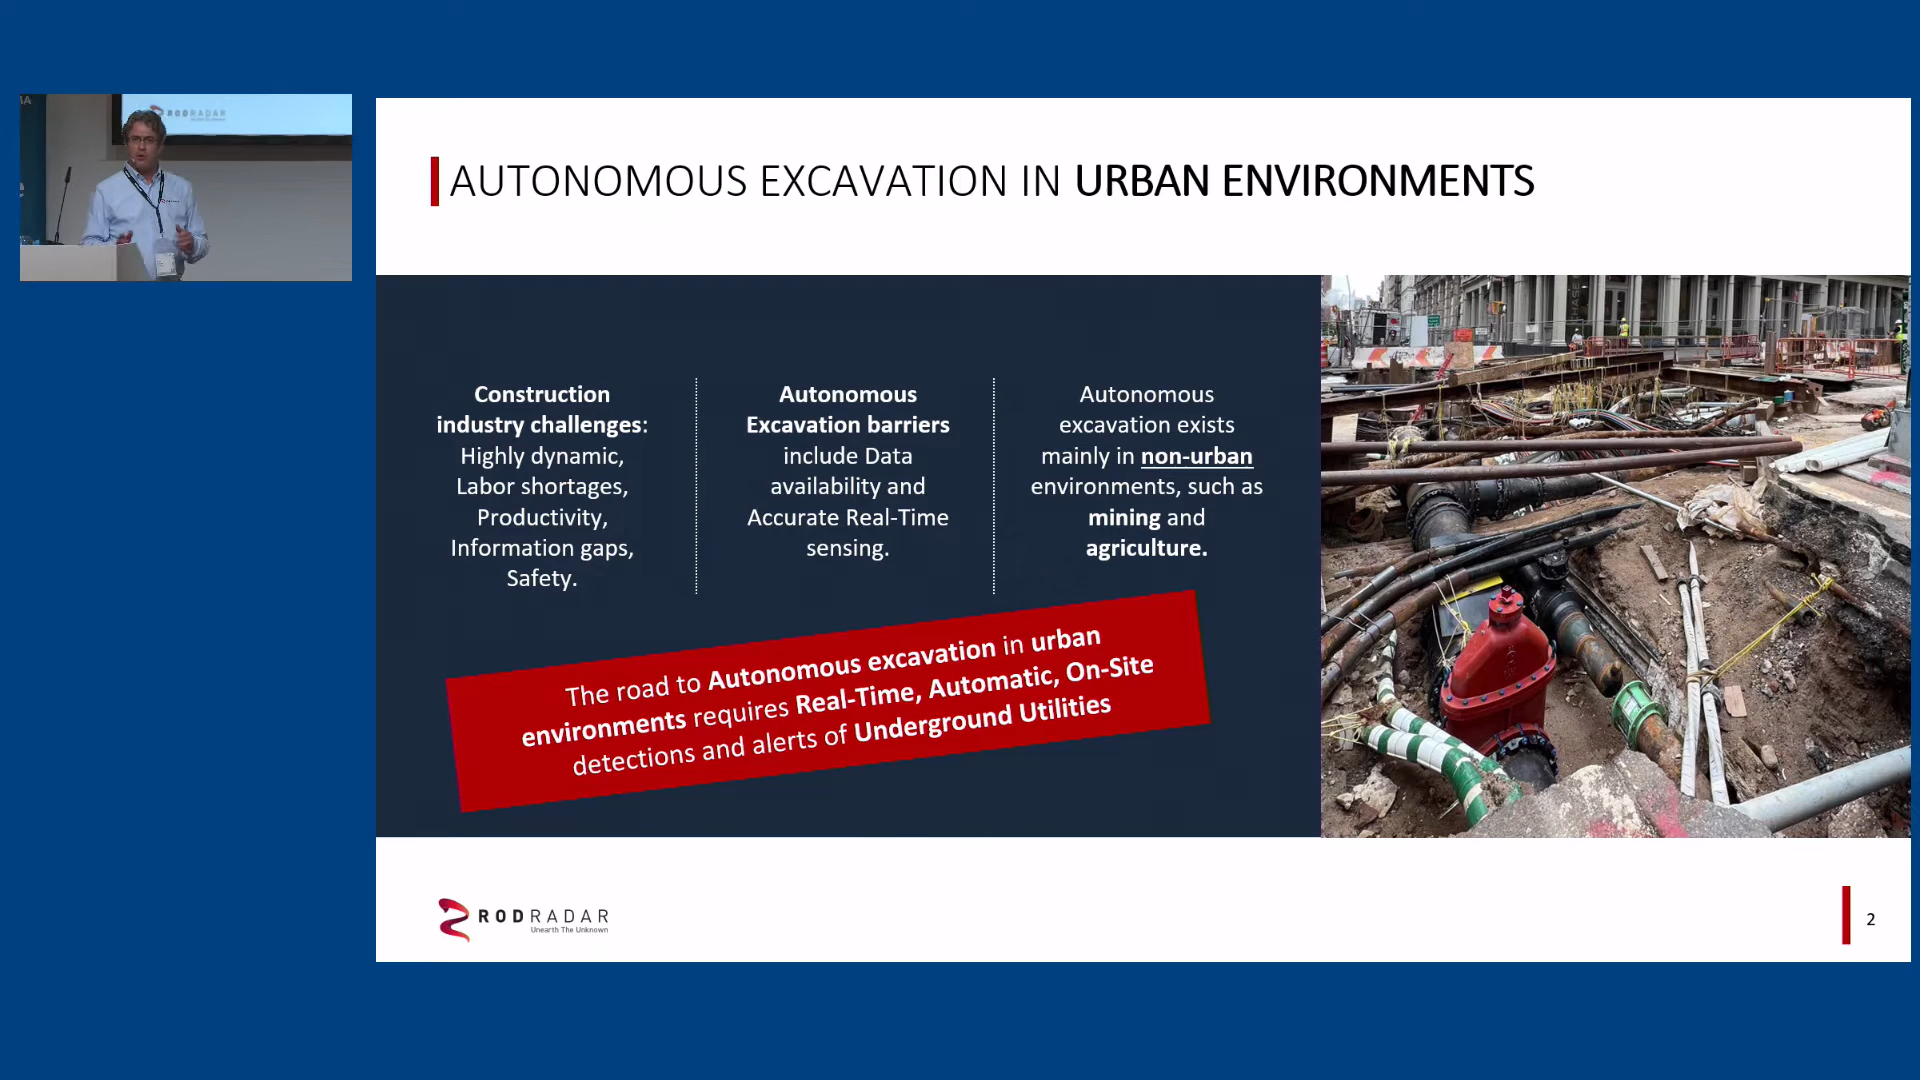 RODRADAR
AUTONOMOUS EXCAVATION IN URBAN ENVIRONMENTS
Construction
industry challenges:
Highly dynamic,
Labor shortages,
Productivity,
Information gaps,
Safety.
Autonomous
Excavation barriers
include Data
availability and
Accurate Real-Time
sensing.
Autonomous
excavation exists
mainly in non-urban
environments, such as
mining and
agriculture.
The road to Autonomous excavation in urban
environments requires Real-Time, Automatic, On-Site
detections and alerts of Underground Utilities
RODRADAR
Unearth The Unknown
2